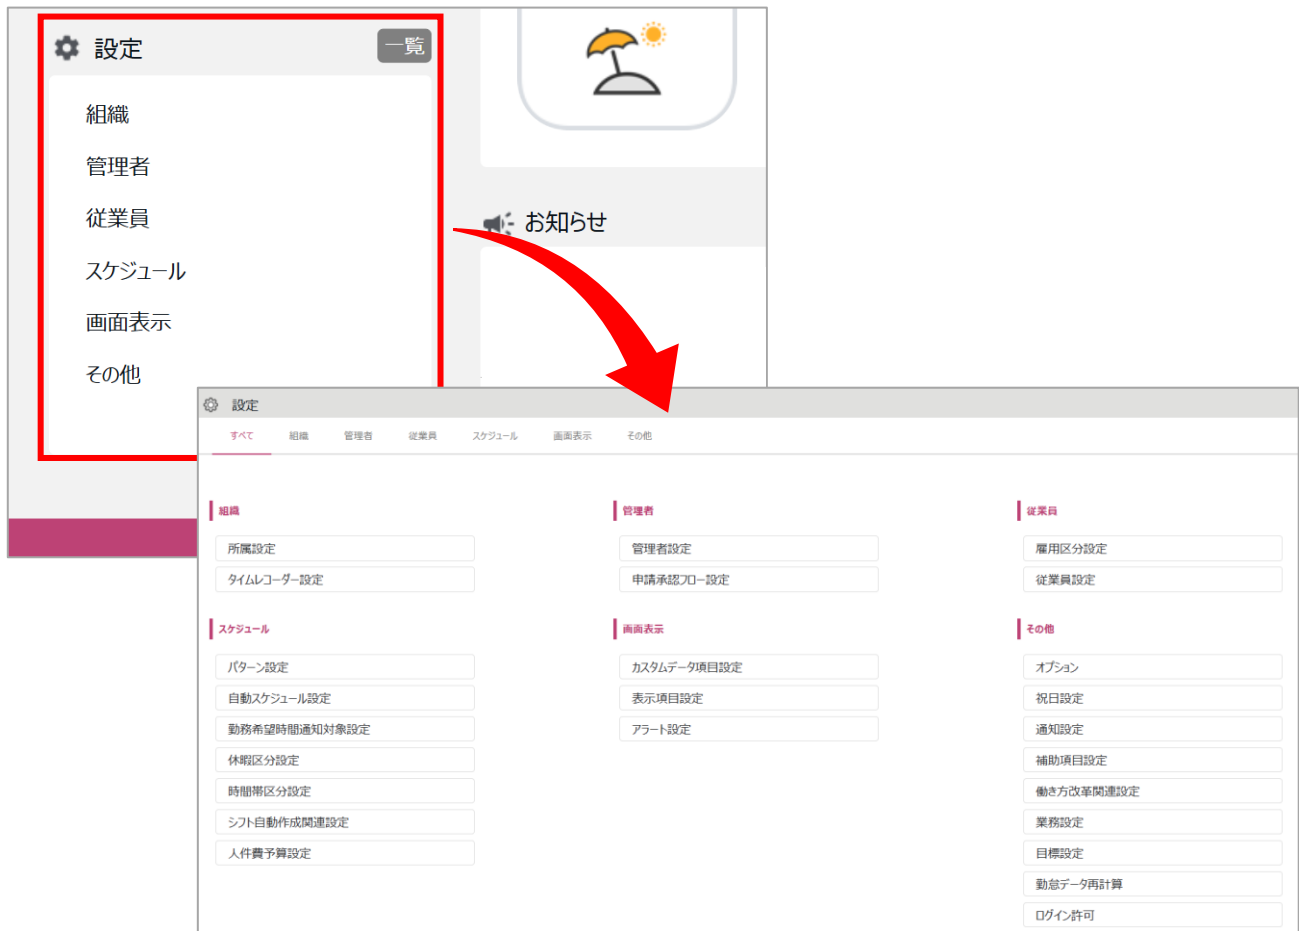 設定
一覧
組織
管理者
従業員
スケジュール
画面表示
その他
お知らせ
設定
すべて 組織 管理者 従業員 スケジュール 画面表示 その他
組織
所属設定
タイムレコーダー設定
管理者
管理者設定
申請承認フロー設定
従業員
雇用区分設定
従業員設定
スケジュール
パターン設定
自動スケジュール設定
勤務希望時間通知対象設定
休暇区分設定
時間帯区分設定
シフト自動作成関連設定
人件費予算設定
画面表示
カスタムデータ項目設定
表示項目設定
アラート設定
その他
オプション
祝日設定
通知設定
補助項目設定
働き方改革関連設定
業務設定
目標設定
勤怠データ再計算
ログイン許可